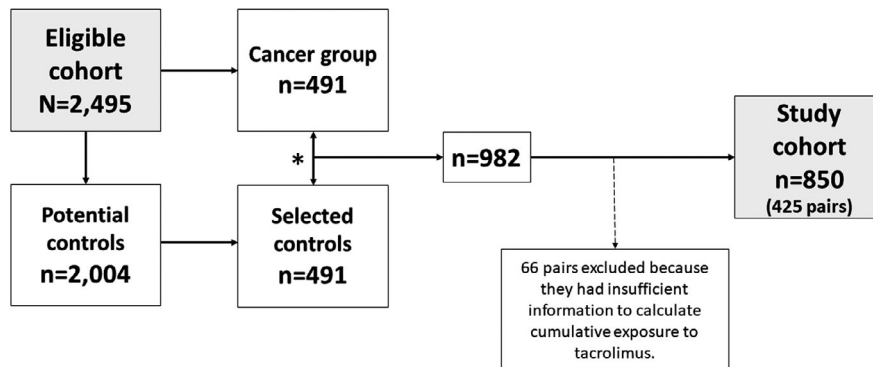 Eligible
cohort
N=2,495
Cancer group
n=491
*
n=982
Study
cohort
n=850
(425 pairs)
Potential
controls
n=2,004
Selected
controls
n=491
66 pairs excluded because
they had insufficient
information to calculate
cumulative exposure to
tacrolimus.